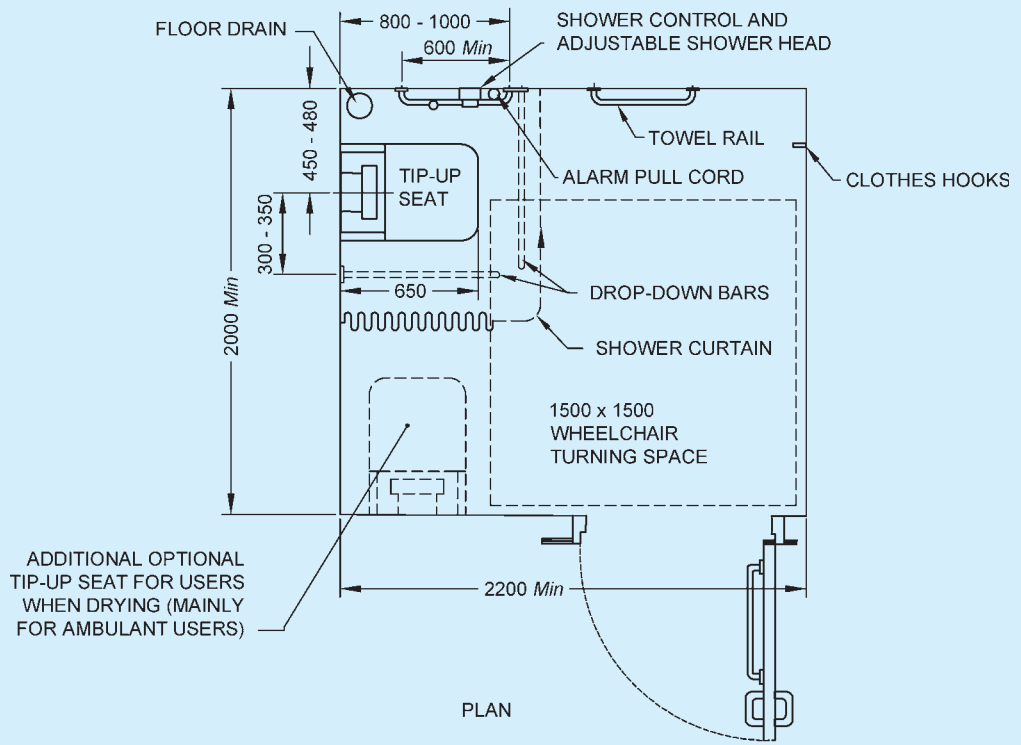 800 - 1000
SHOWER CONTROL AND
ADJUSTABLE SHOWER HEAD
FLOOR DRAIN
600 Min
450 - 480
TOWEL RAIL
TIP-UP
SEAT
ALARM PULL CORD
CLOTHES HOOKS
300 - 350
650
DROP-DOWN BARS
2000 Min
SHOWER CURTAIN
1500 x 1500
WHEELCHAIR
TURNING SPACE
ADDITIONAL OPTIONAL
TIP-UP SEAT FOR USERS
WHEN DRYING (MAINLY
FOR AMBULANT USERS)
2200 Min
PLAN